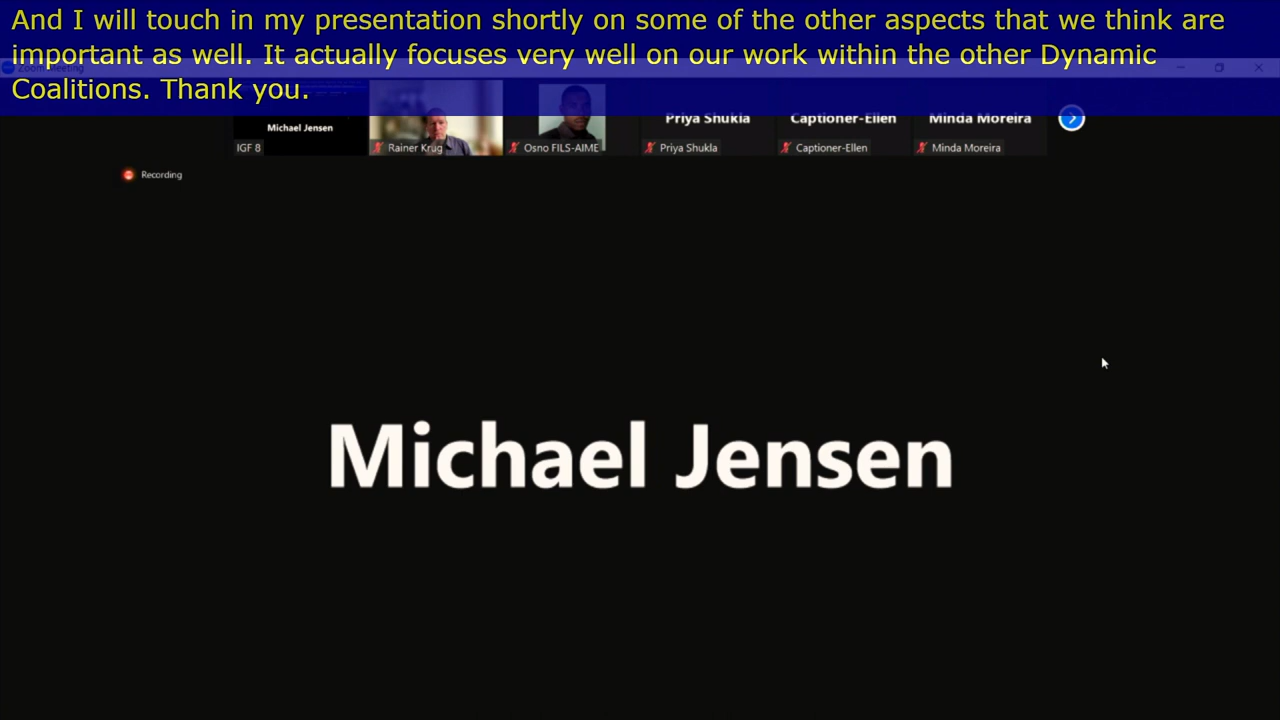 And I will touch in my presentation shortly on some of the other aspects that we think are
important as well. It actually focuses very well on our work within the other Dynamic
Zoom Meeting
Coalitions. Thank you.
Michael Jensen
Priya Shukla
Captioner-Ellen
Minda Moreira
IGF 8
Rainer Krug
Osno FILS-AIME
Priya Shukla
Captioner-Ellen
Minda Moreira
Recording
Michael Jensen